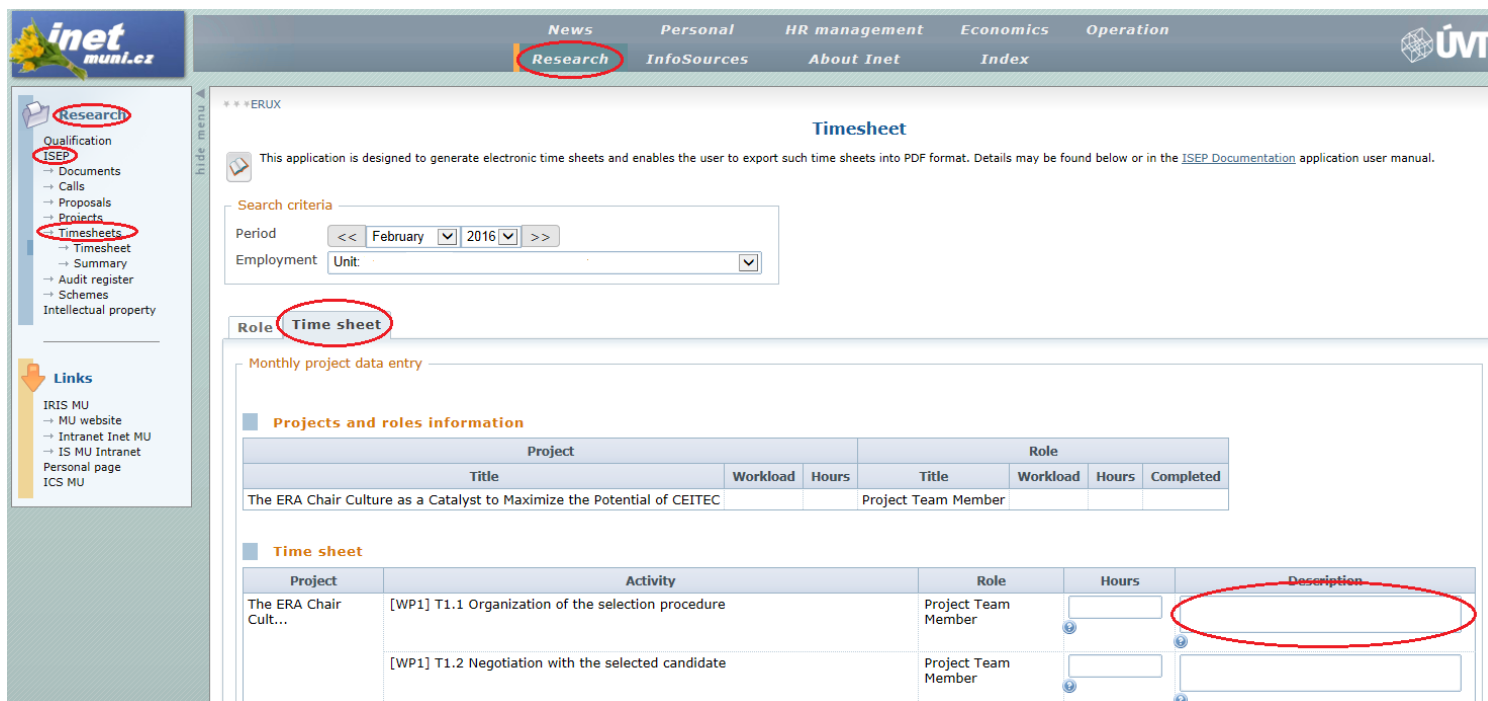 inet
muni.cz
News Personal HR management Economics Operation
Research InfoSources About Inet Index
ÚVT
hide menu
Research
Qualification
ISEP
→ Documents
→ Calls
→ Proposals
→ Projects
→ Timesheets
→ Timesheet
→ Summary
→ Audit register
→ Schemes
Intellectual property
Links
IRIS MU
→ MU website
→ Intranet Inet MU
→ IS MU Intranet
Personal page
ICS MU
***ERUX
Timesheet
This application is designed to generate electronic time sheets and enables the user to export such time sheets into PDF format. Details may be found below or in the ISEP Documentation application user manual.
Search criteria
Period << February 2016 >>
Employment Unit:
Role Time sheet
Monthly project data entry
Projects and roles information
Project Role
Title Workload Hours Title Workload Hours Completed
The ERA Chair Culture as a Catalyst to Maximize the Potential of CEITEC Project Team Member
Time sheet
Project Activity Role Hours Description
The ERA Chair [WP1] T1.1 Organization of the selection procedure Project Team
Cult... Member
[WP1] T1.2 Negotiation with the selected candidate Project Team
Member